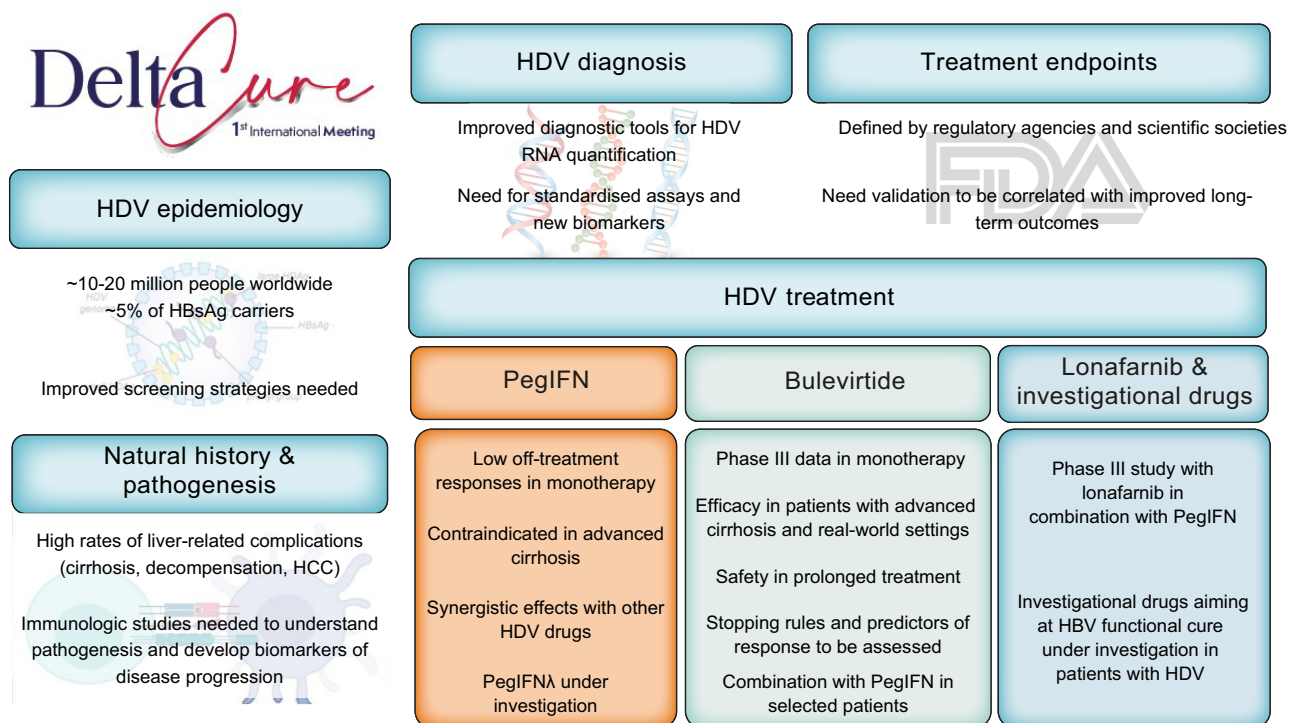 Delta Cure
1st International Meeting
HDV epidemiology
~10-20 million people worldwide
~5% of HBsAg carriers
HDV
HBsAg
Improved screening strategies needed
Natural history &
pathogenesis
High rates of liver-related complications
(cirrhosis, decompensation, HCC)
Immunologic studies needed to understand
pathogenesis and develop biomarkers of
disease progression
HDV diagnosis
Improved diagnostic tools for HDV
RNA quantification
Need for standardised assays and
new biomarkers
Treatment endpoints
Defined by regulatory agencies and scientific societies
FDA
Need validation to be correlated with improved long-
term outcomes
HDV treatment
PegIFN
Low off-treatment
responses in monotherapy
Contraindicated in advanced
cirrhosis
Synergistic effects with other
HDV drugs
PegIFNλ under
investigation
Bulevirtide
Phase III data in monotherapy
Efficacy in patients with advanced
cirrhosis and real-world settings
Safety in prolonged treatment
Stopping rules and predictors of
response to be assessed
Combination with PegIFN in
selected patients
Lonafarnib &
investigational drugs
Phase III study with
lonafarnib in
combination with PegIFN
Investigational drugs aiming
at HBV functional cure
under investigation in
patients with HDV